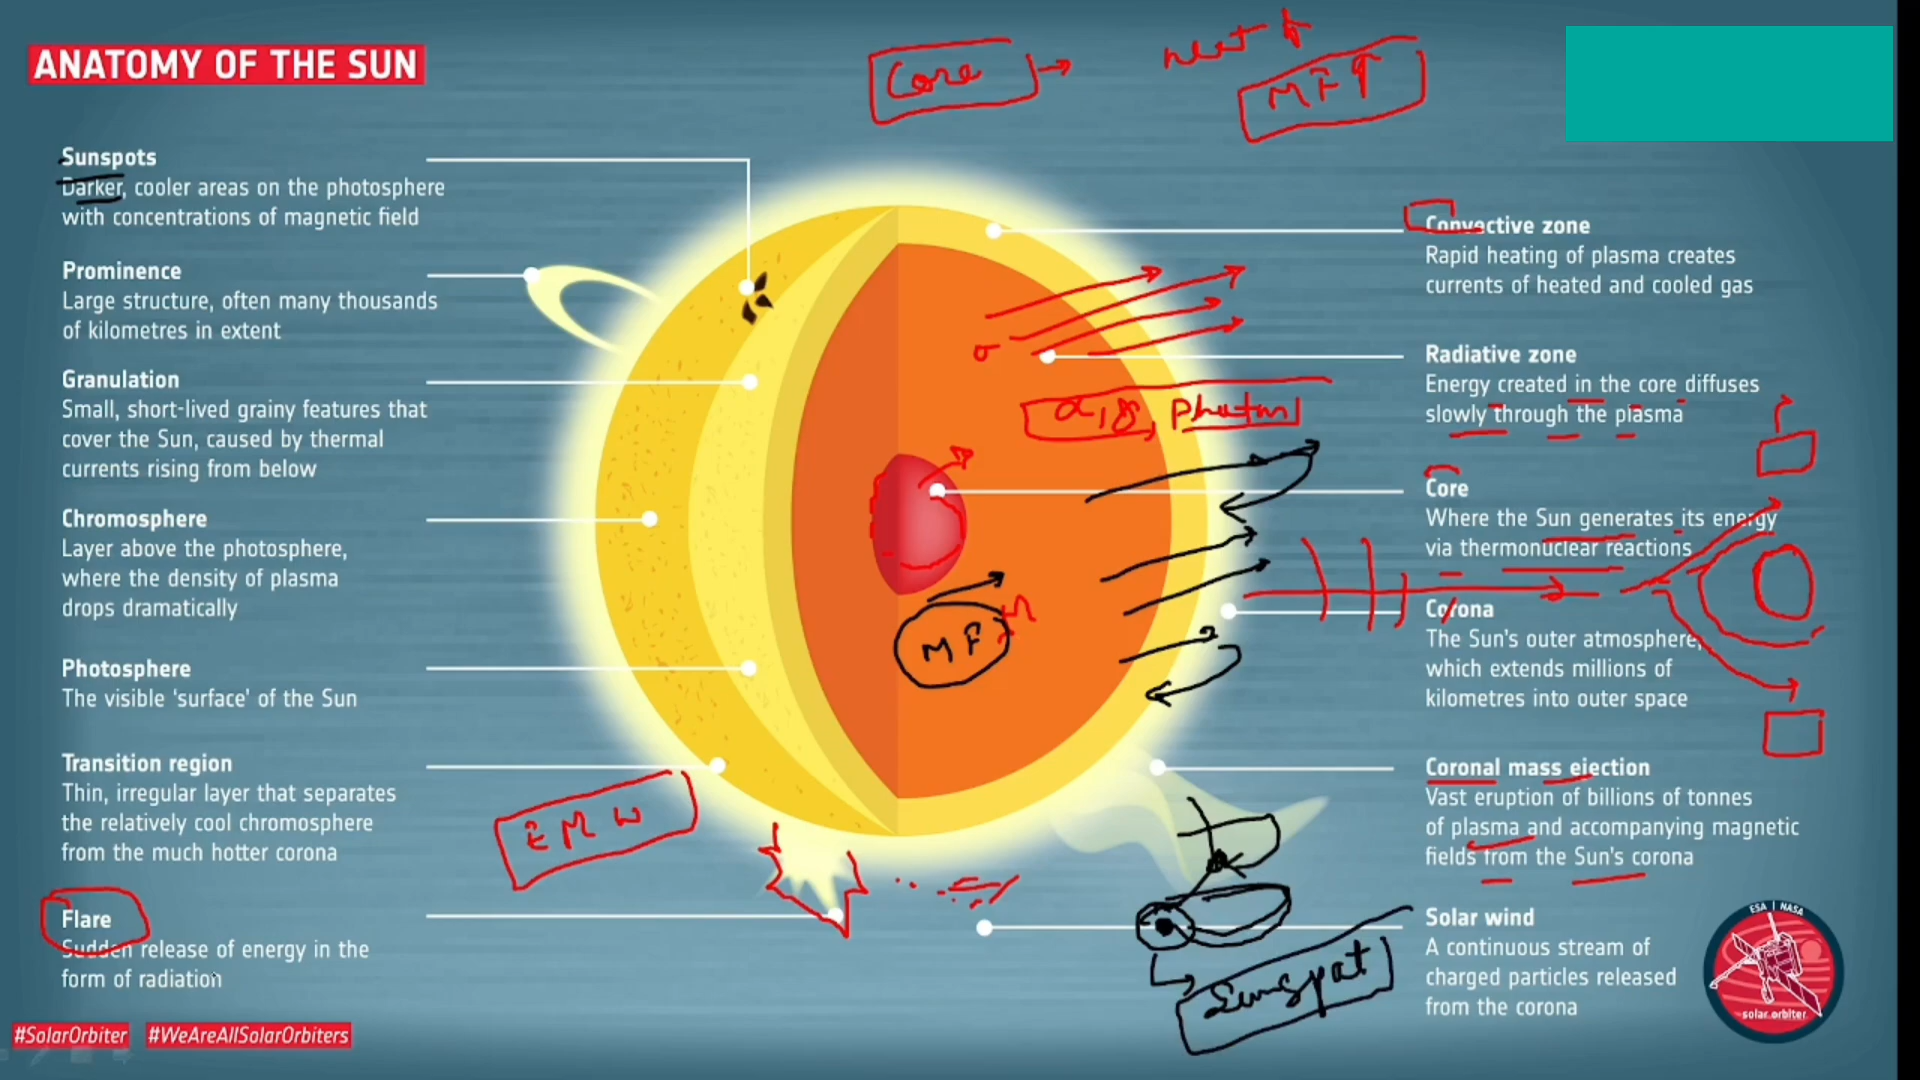 ANATOMY OF THE SUN
Core
MF↑
Sunspots
Darker, cooler areas on the photosphere
with concentrations of magnetic field
Prominence
Large structure, often many thousands
of kilometres in extent
Granulation
Small, short-lived grainy features that
cover the Sun, caused by thermal
currents rising from below
Chromosphere
Layer above the photosphere,
where the density of plasma
drops dramatically
Photosphere
The visible ‘surface’ of the Sun
Transition region
Thin, irregular layer that separates
the relatively cool chromosphere
from the much hotter corona
Flare
Sudden release of energy in the
form of radiation
#SolarOrbiter #WeAreAllSolarOrbiters
MF
EMW
Convective zone
Rapid heating of plasma creates
currents of heated and cooled gas
Radiative zone
Energy created in the core diffuses
slowly through the plasma
Core
Where the Sun generates its energy
via thermonuclear reactions
Corona
The Sun's outer atmosphere,
which extends millions of
kilometres into outer space
Coronal mass ejection
Vast eruption of billions of tonnes
of plasma and accompanying magnetic
fields from the Sun's corona
Solar wind
A continuous stream of
charged particles released
from the corona
ESA | NASA
solar orbiter